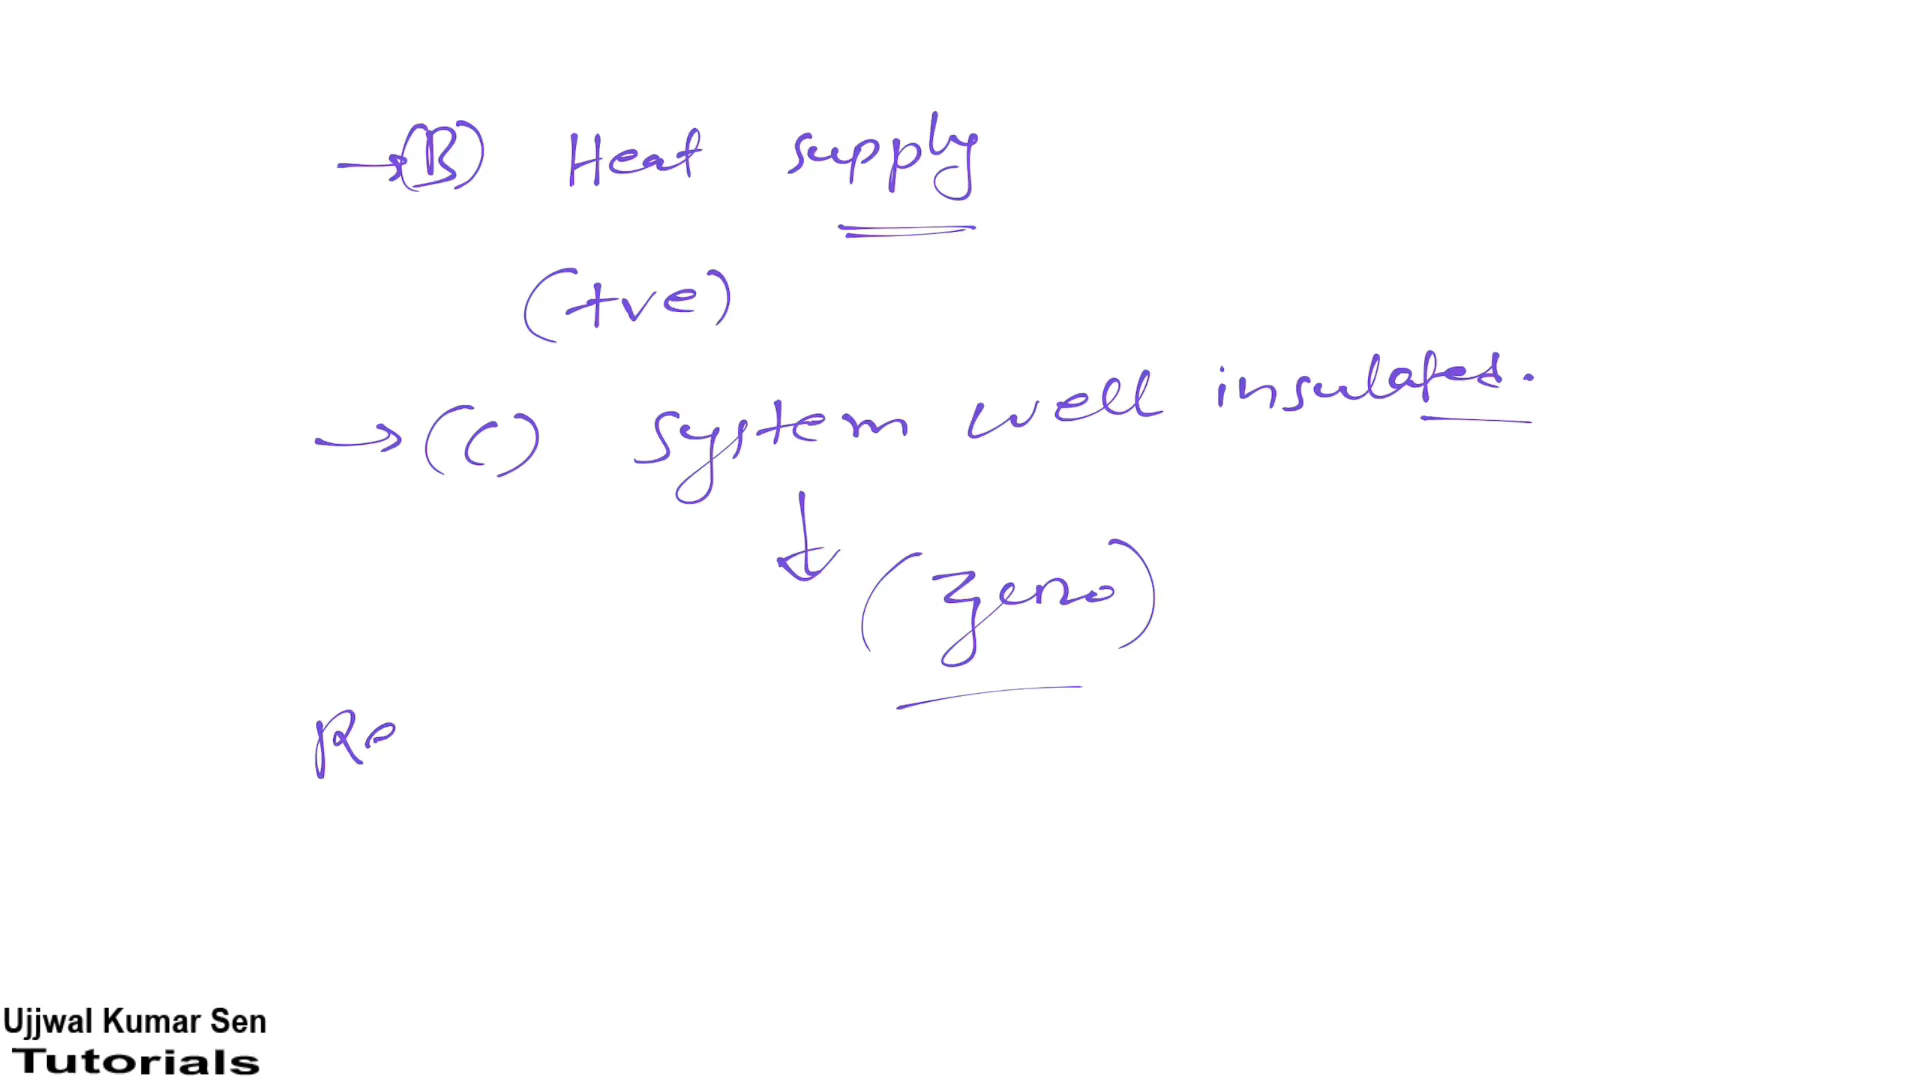 →(B) Heat supply
(+ve)
→(C) System well insulated.
↓
(Zero)
Re
Ujjwal Kumar Sen
Tutorials